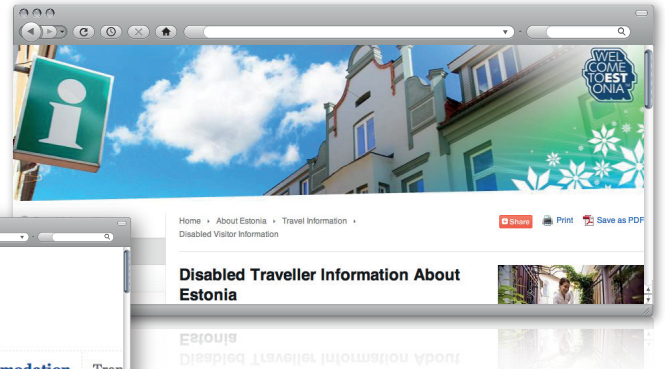 WEL
COME
TO EST
ONIA
Home › About Estonia › Travel Information ›
Disabled Visitor Information
Share Print Save as PDF
Disabled Traveller Information About
Estonia